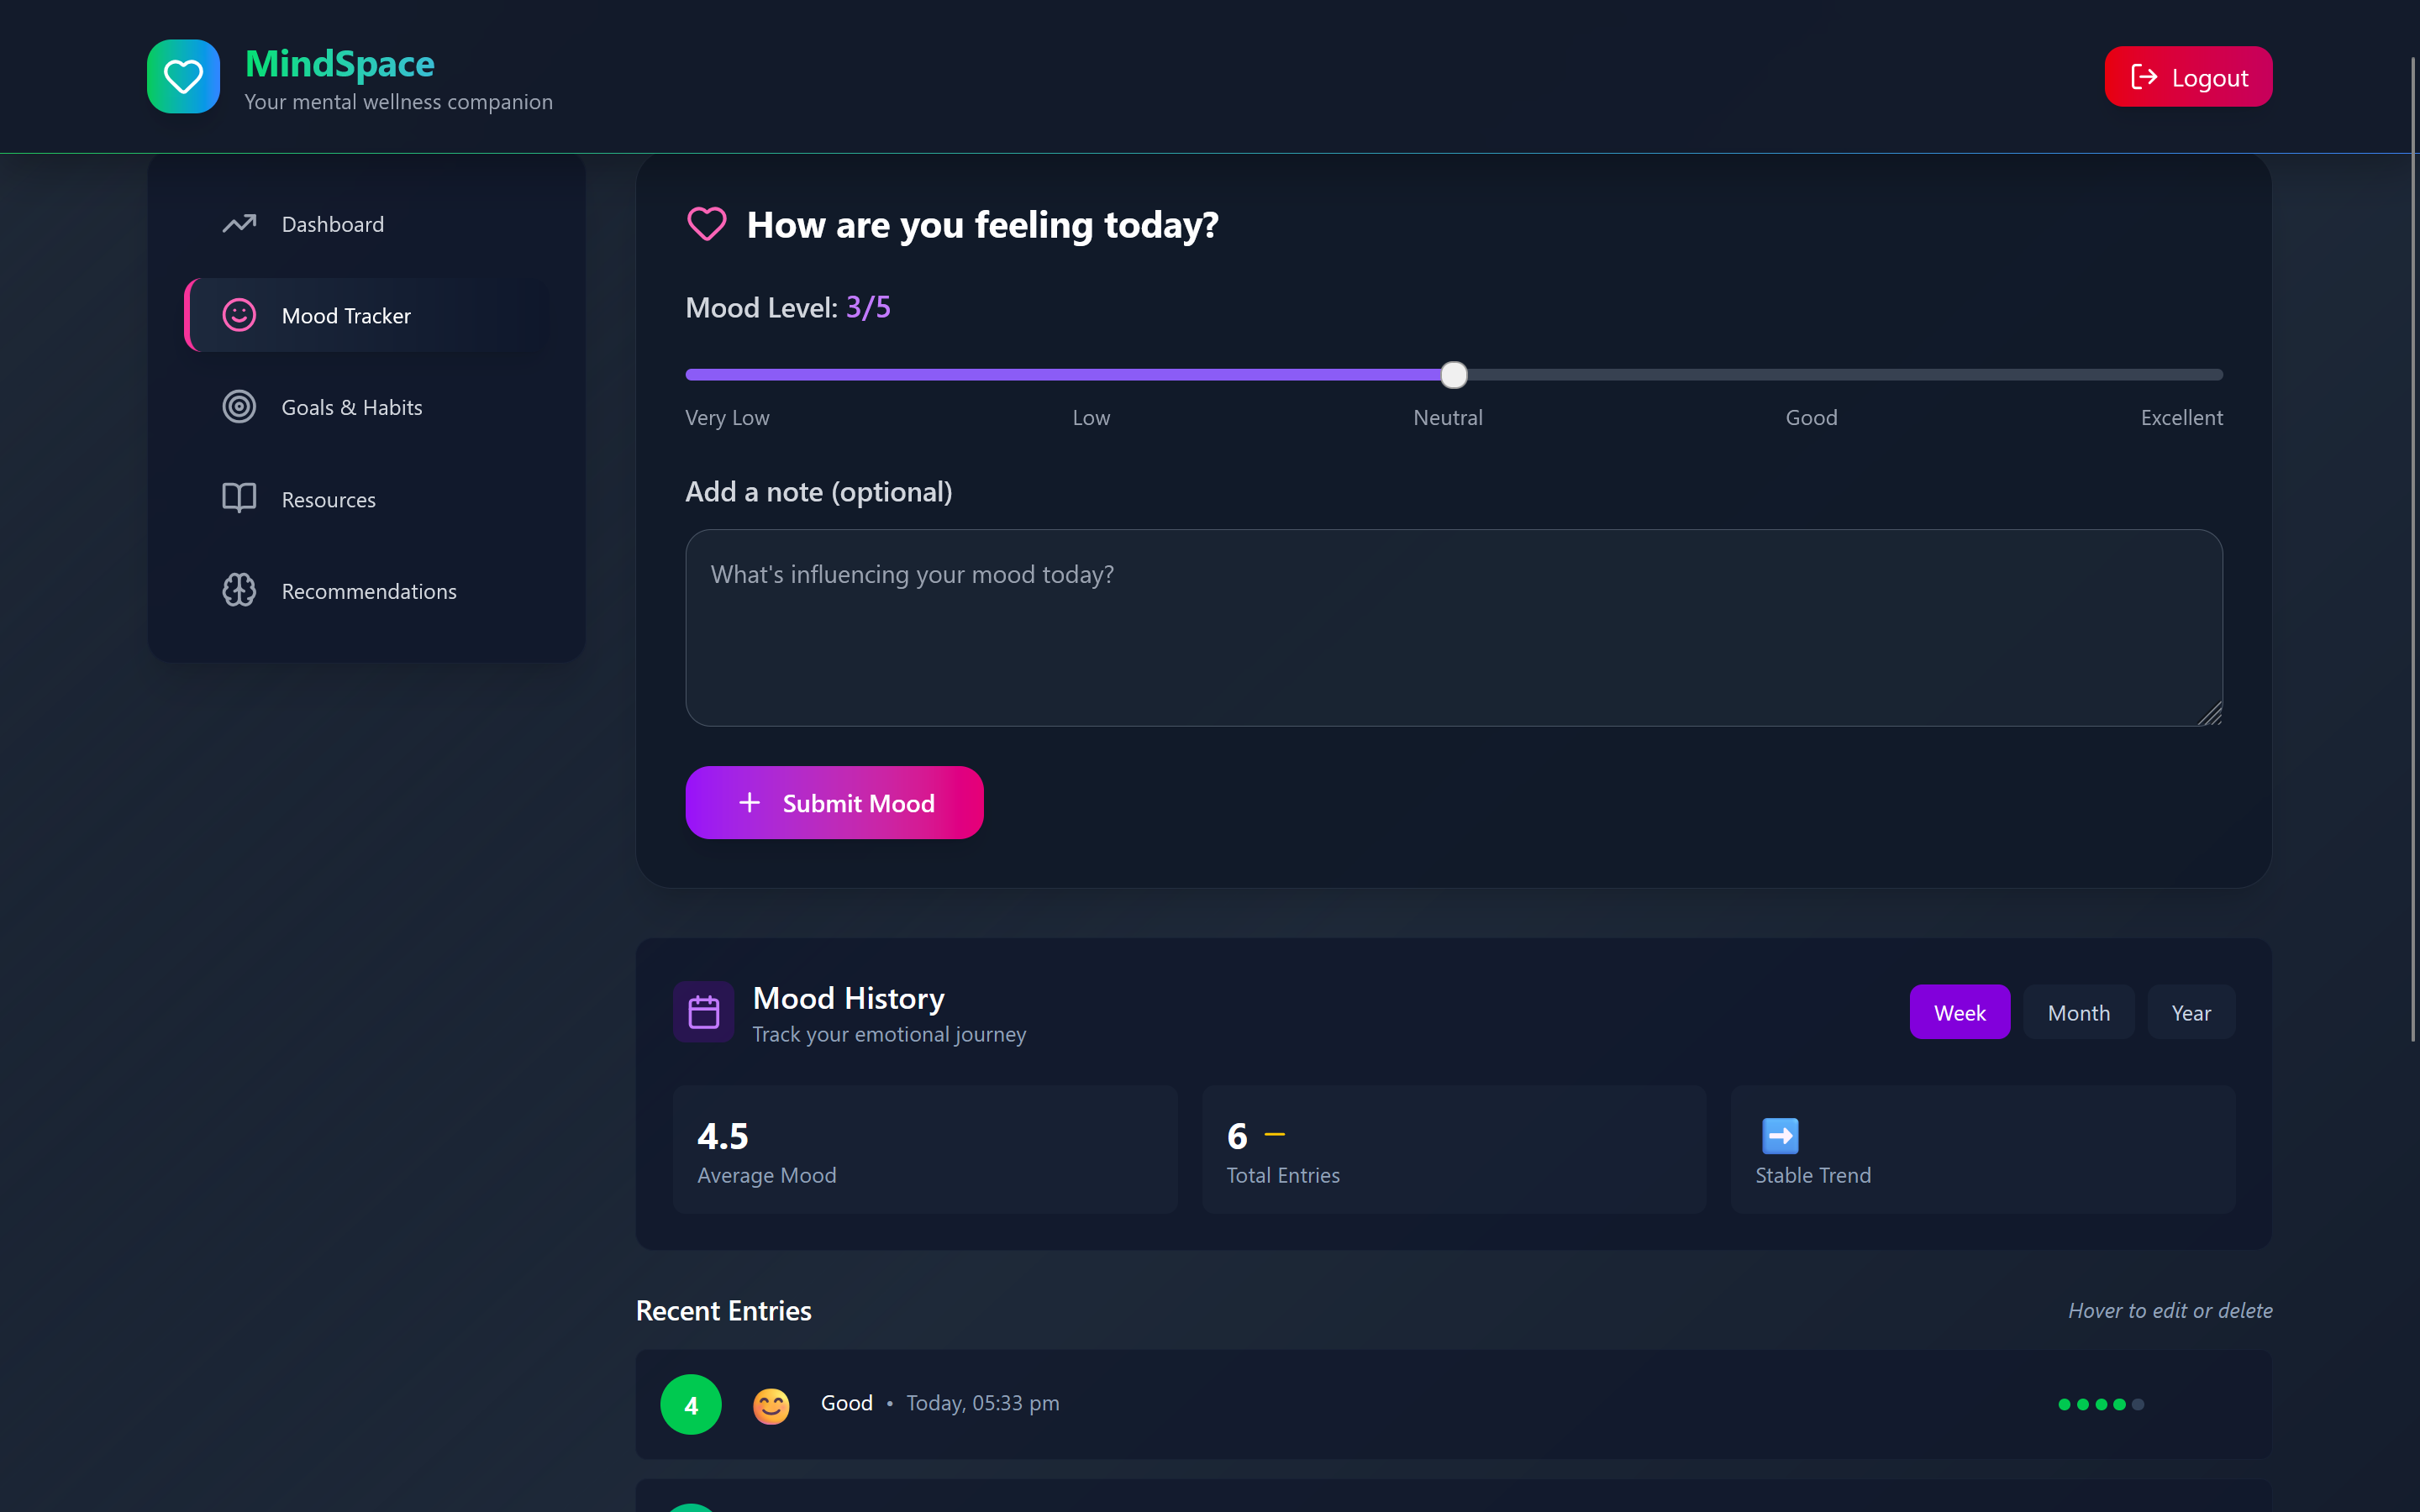 MindSpace
Your mental wellness companion
Logout
Dashboard
Mood Tracker
Goals & Habits
Resources
Recommendations
How are you feeling today?
Mood Level: 3/5
Very Low Low Neutral Good Excellent
Add a note (optional)
What's influencing your mood today?
Submit Mood
Mood History
Track your emotional journey
Week Month Year
4.5
Average Mood
6
Total Entries
Stable Trend
Recent Entries
Hover to edit or delete
4 Good • Today, 05:33 pm